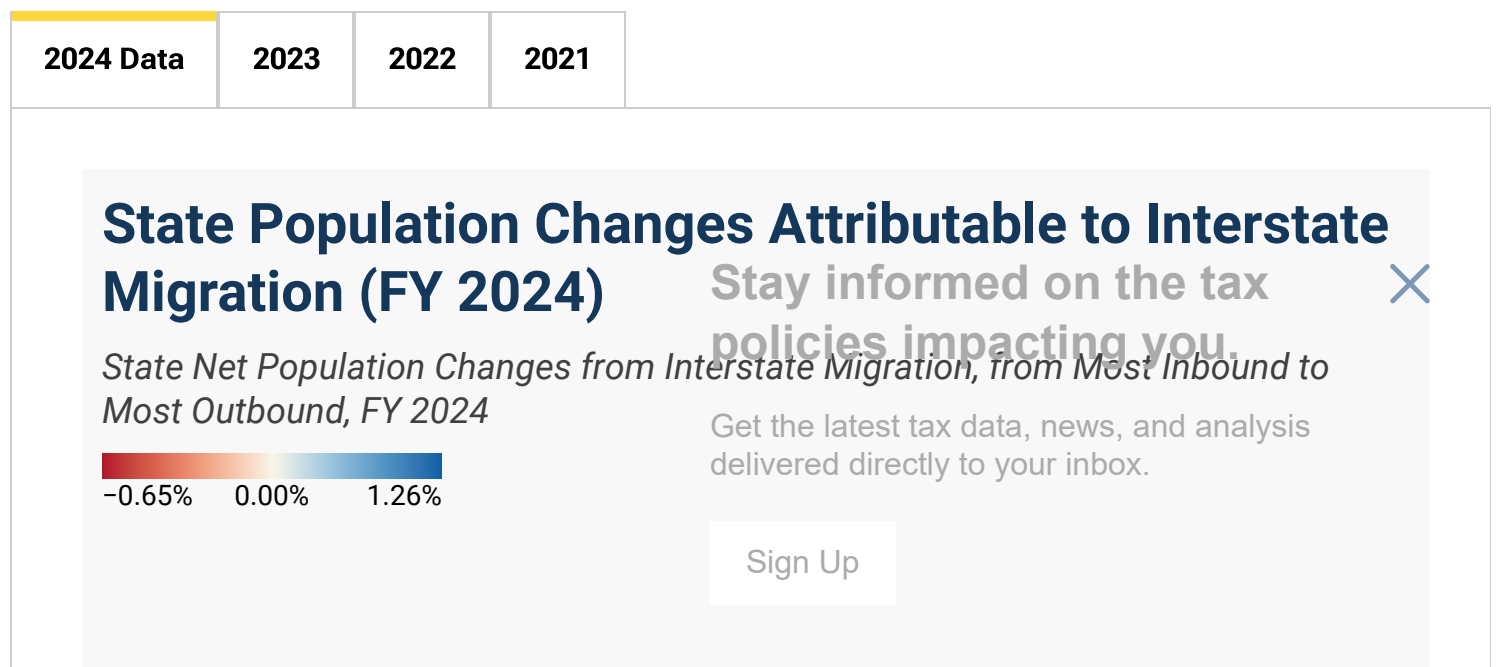 2024 Data 2023 2022 2021
State Population Changes Attributable to Interstate
Migration (FY 2024)
Stay informed on the tax
policies impacting you.
State Net Population Changes from Interstate Migration, from Most Inbound to
Most Outbound, FY 2024
Get the latest tax data, news, and analysis
delivered directly to your inbox.
−0.65% 0.00% 1.26%
Sign Up